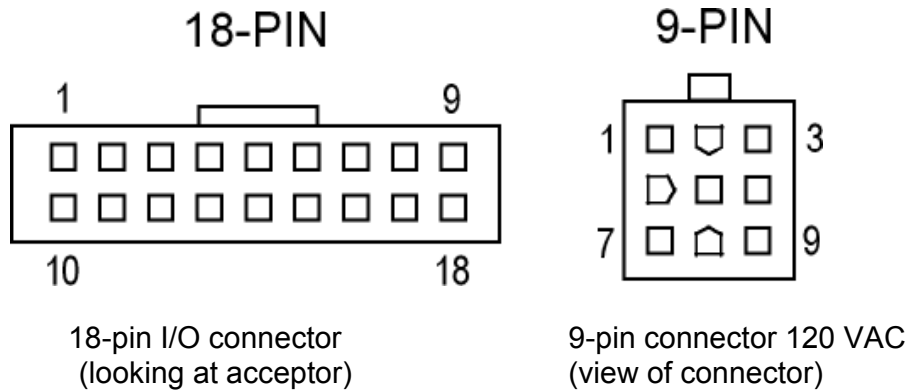 18-PIN
1 9
10 18
18-pin I/O connector
(looking at acceptor)
9-PIN
1 3
7 9
9-pin connector 120 VAC
(view of connector)